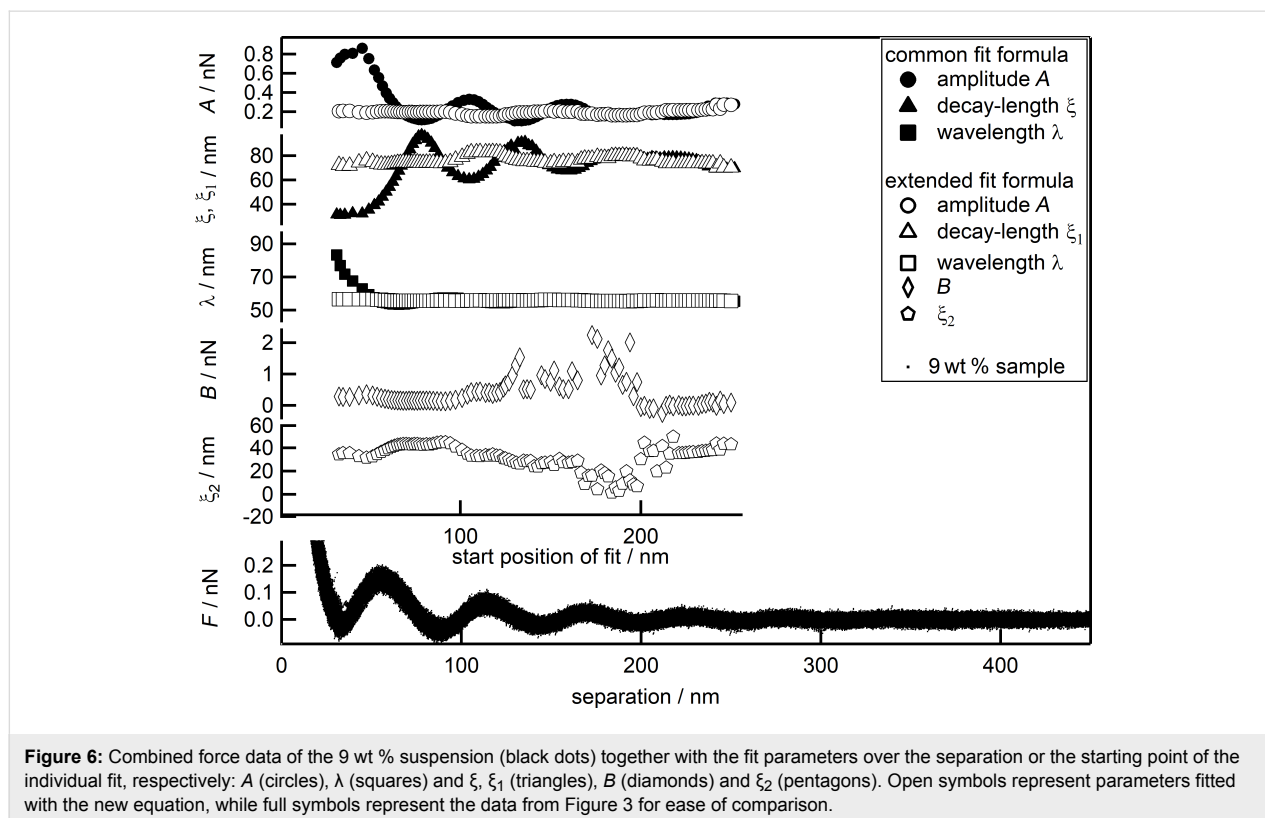 0.8
0.6
0.4
0.2
A / nN
80
60
40
ξ, ξ1 / nm
90
70
50
λ / nm
2
1
0
B / nN
60
40
20
0
-20
ξ2 / nm
100
200
start position of fit / nm
0.2
0.1
0.0
F / nN
0
100
200
300
400
separation / nm
common fit formula
amplitude A
decay-length ξ
wavelength λ
extended fit formula
amplitude A
decay-length ξ1
wavelength λ
B
ξ2
9 wt % sample
Figure 6: Combined force data of the 9 wt % suspension (black dots) together with the fit parameters over the separation or the starting point of the
individual fit, respectively: A (circles), λ (squares) and ξ, ξ1 (triangles), B (diamonds) and ξ2 (pentagons). Open symbols represent parameters fitted
with the new equation, while full symbols represent the data from Figure 3 for ease of comparison.